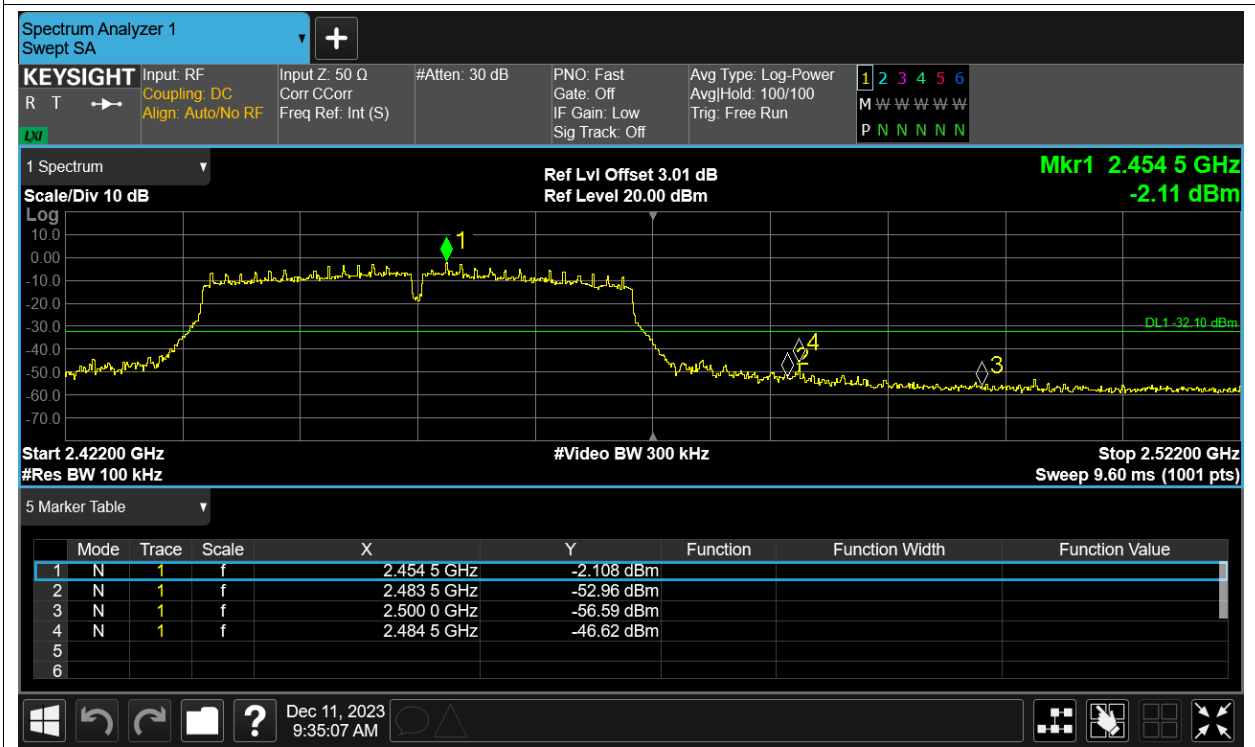 Spectrum Analyzer 1
Swept SA
KEYSIGHT
R T
LXI
Input: RF
Coupling: DC
Align: Auto/No RF
Input Z: 50 Ω
Corr CCorr
Freq Ref: Int (S)
#Atten: 30 dB
PNO: Fast
Gate: Off
IF Gain: Low
Sig Track: Off
Avg Type: Log-Power
Avg|Hold: 100/100
Trig: Free Run
1 2 3 4 5 6
M W W W W W
P N N N N N
1 Spectrum
Scale/Div 10 dB
Ref Lvl Offset 3.01 dB
Ref Level 20.00 dBm
Mkr1 2.454 5 GHz
-2.11 dBm
Log
10.0
0.00
-10.0
-20.0
-30.0
-40.0
-50.0
-60.0
-70.0
1
DL1 -32.10 dBm
4
2
3
Start 2.42200 GHz
#Video BW 300 kHz
Stop 2.52200 GHz
#Res BW 100 kHz
Sweep 9.60 ms (1001 pts)
5 Marker Table
Mode Trace Scale X Y Function Function Width Function Value
1 N 1 f 2.454 5 GHz -2.108 dBm
2 N 1 f 2.483 5 GHz -52.96 dBm
3 N 1 f 2.500 0 GHz -56.59 dBm
4 N 1 f 2.484 5 GHz -46.62 dBm
5
6
?
Dec 11, 2023
9:35:07 AM